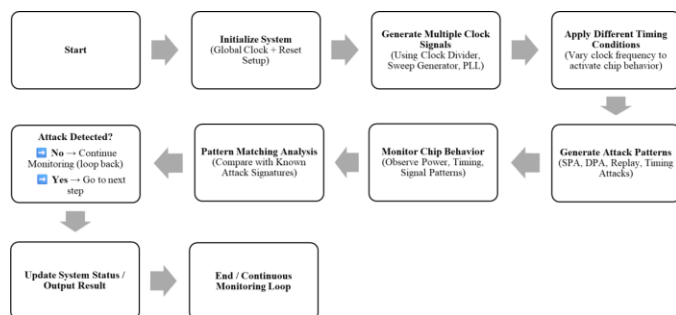 Start
Initialize System
(Global Clock + Reset
Setup)
Generate Multiple Clock
Signals
(Using Clock Divider,
Sweep Generator, PLL)
Apply Different Timing
Conditions
(Vary clock frequency to
activate chip behavior)
Generate Attack Patterns
(SPA, DPA, Replay, Timing
Attacks)
Monitor Chip Behavior
(Observe Power, Timing,
Signal Patterns)
Pattern Matching Analysis
(Compare with Known
Attack Signatures)
Attack Detected?
➡ No → Continue
Monitoring (loop back)
➡ Yes → Go to next
step
Update System Status /
Output Result
End / Continuous
Monitoring Loop